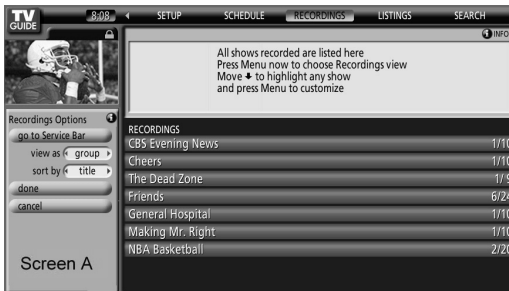 TV
GUIDE
8:08 SETUP SCHEDULE RECORDINGS LISTINGS SEARCH
INFO
All shows recorded are listed here
Press Menu now to choose Recordings view
Move to highlight any show
and press Menu to customize
Recordings Options
go to Service Bar
view as group
sort by title
done
cancel
Screen A
RECORDINGS
CBS Evening News 1/10
Cheers 1/10
The Dead Zone 1/ 9
Friends 6/24
General Hospital 1/10
Making Mr. Right 1/10
NBA Basketball 2/20